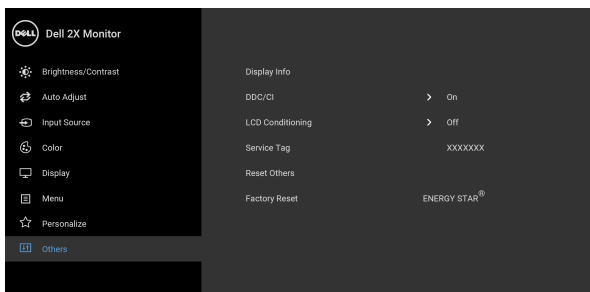 DELL Dell 2X Monitor
Brightness/Contrast
Auto Adjust
Input Source
Color
Display
Menu
Personalize
Others
Display Info
DDC/CI > On
LCD Conditioning > Off
Service Tag XXXXXXX
Reset Others
Factory Reset ENERGY STAR®